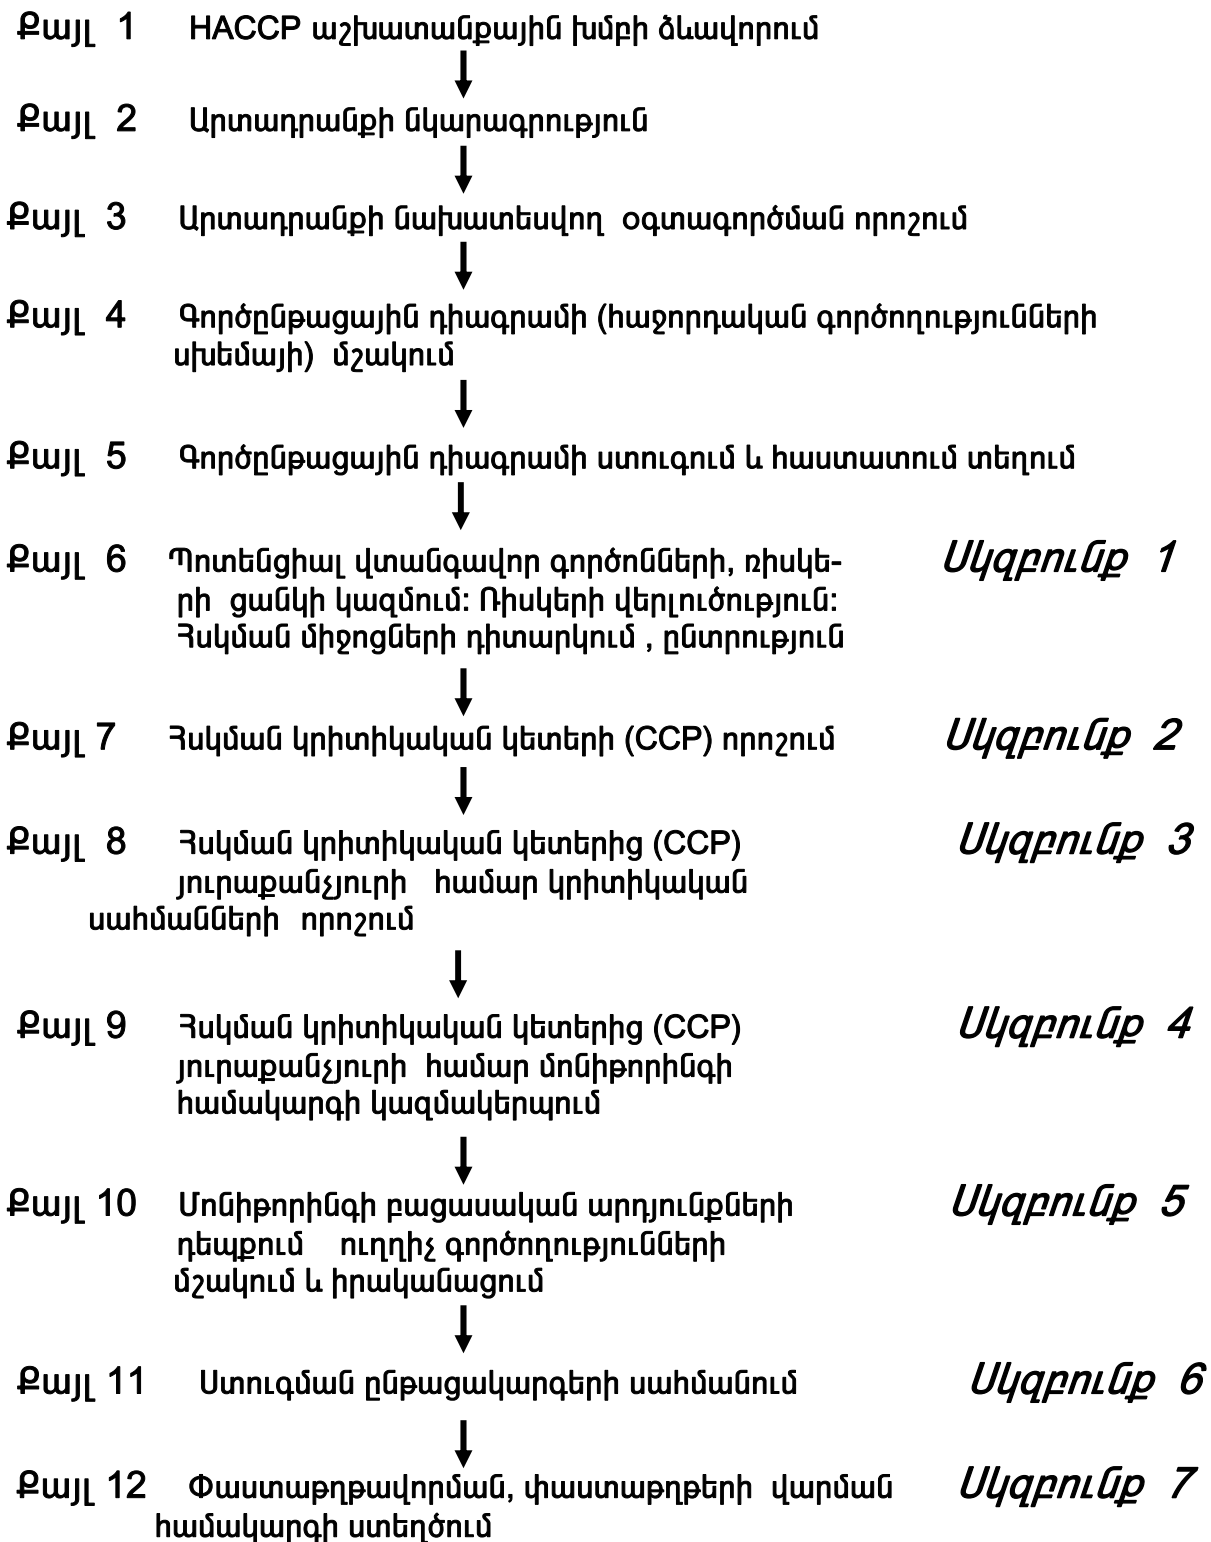 Քայլ 1 HACCP աշխատանքային խմբի ձևավորում
Քայլ 2 Արտադրանքի նկարագրություն
Քայլ 3 Արտադրանքի նախատեսվող օգտագործման որոշում
Քայլ 4 Գործընթացային դիագրամի (հաջորդական գործողությունների
սխեմայի) մշակում
Քայլ 5 Գործընթացային դիագրամի ստուգում և հաստատում տեղում
Քայլ 6 Պոտենցիալ վտանգավոր գործոնների, ռիսկե- Սկզբունք 1
րի ցանկի կազմում: Ռիսկերի վերլուծություն:
Հսկման միջոցների դիտարկում , ընտրություն
Քայլ 7 Հսկման կրիտիկական կետերի (CCP) որոշում Սկզբունք 2
Քայլ 8 Հսկման կրիտիկական կետերից (CCP) Սկզբունք 3
յուրաքանչյուրի համար կրիտիկական
սահմանների որոշում
Քայլ 9 Հսկման կրիտիկական կետերից (CCP) Սկզբունք 4
յուրաքանչյուրի համար մոնիթորինգի
համակարգի կազմակերպում
Քայլ 10 Մոնիթորինգի բացասական արդյունքների Սկզբունք 5
դեպքում ուղղիչ գործողությունների
մշակում և իրականացում
Քայլ 11 Ստուգման ընթացակարգերի սահմանում Սկզբունք 6
Քայլ 12 Փաստաթղթավորման, փաստաթղթերի վարման Սկզբունք 7
համակարգի ստեղծում